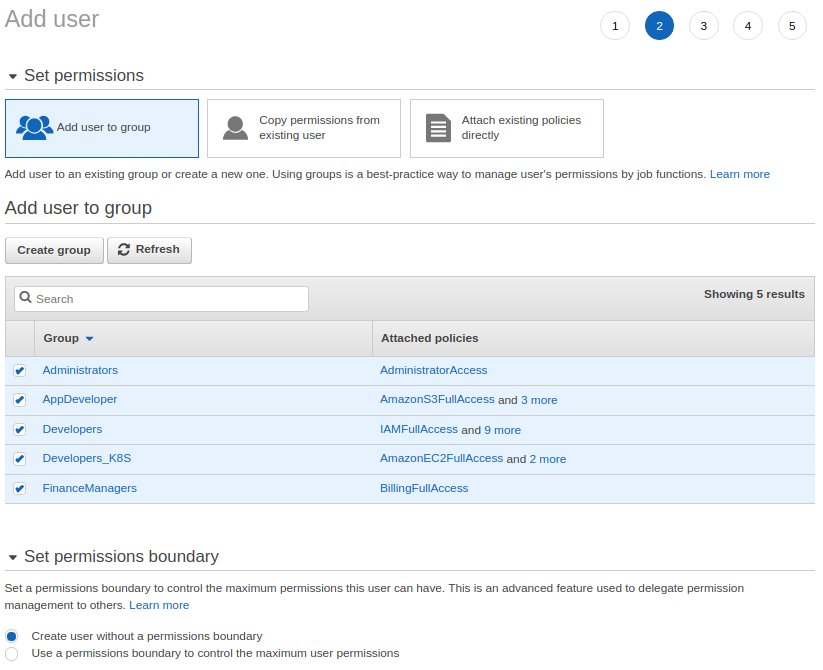 Add user
1 2 3 4 5
Set permissions
Add user to group
Copy permissions from
existing user
Attach existing policies
directly
Add user to an existing group or create a new one. Using groups is a best-practice way to manage user's permissions by job functions. Learn more
Add user to group
Create group Refresh
Search
Showing 5 results
Group Attached policies
Administrators AdministratorAccess
AppDeveloper AmazonS3FullAccess and 3 more
Developers IAMFullAccess and 9 more
Developers_K8S AmazonEC2FullAccess and 2 more
FinanceManagers BillingFullAccess
Set permissions boundary
Set a permissions boundary to control the maximum permissions this user can have. This is an advanced feature used to delegate permission
management to others. Learn more
Create user without a permissions boundary
Use a permissions boundary to control the maximum user permissions